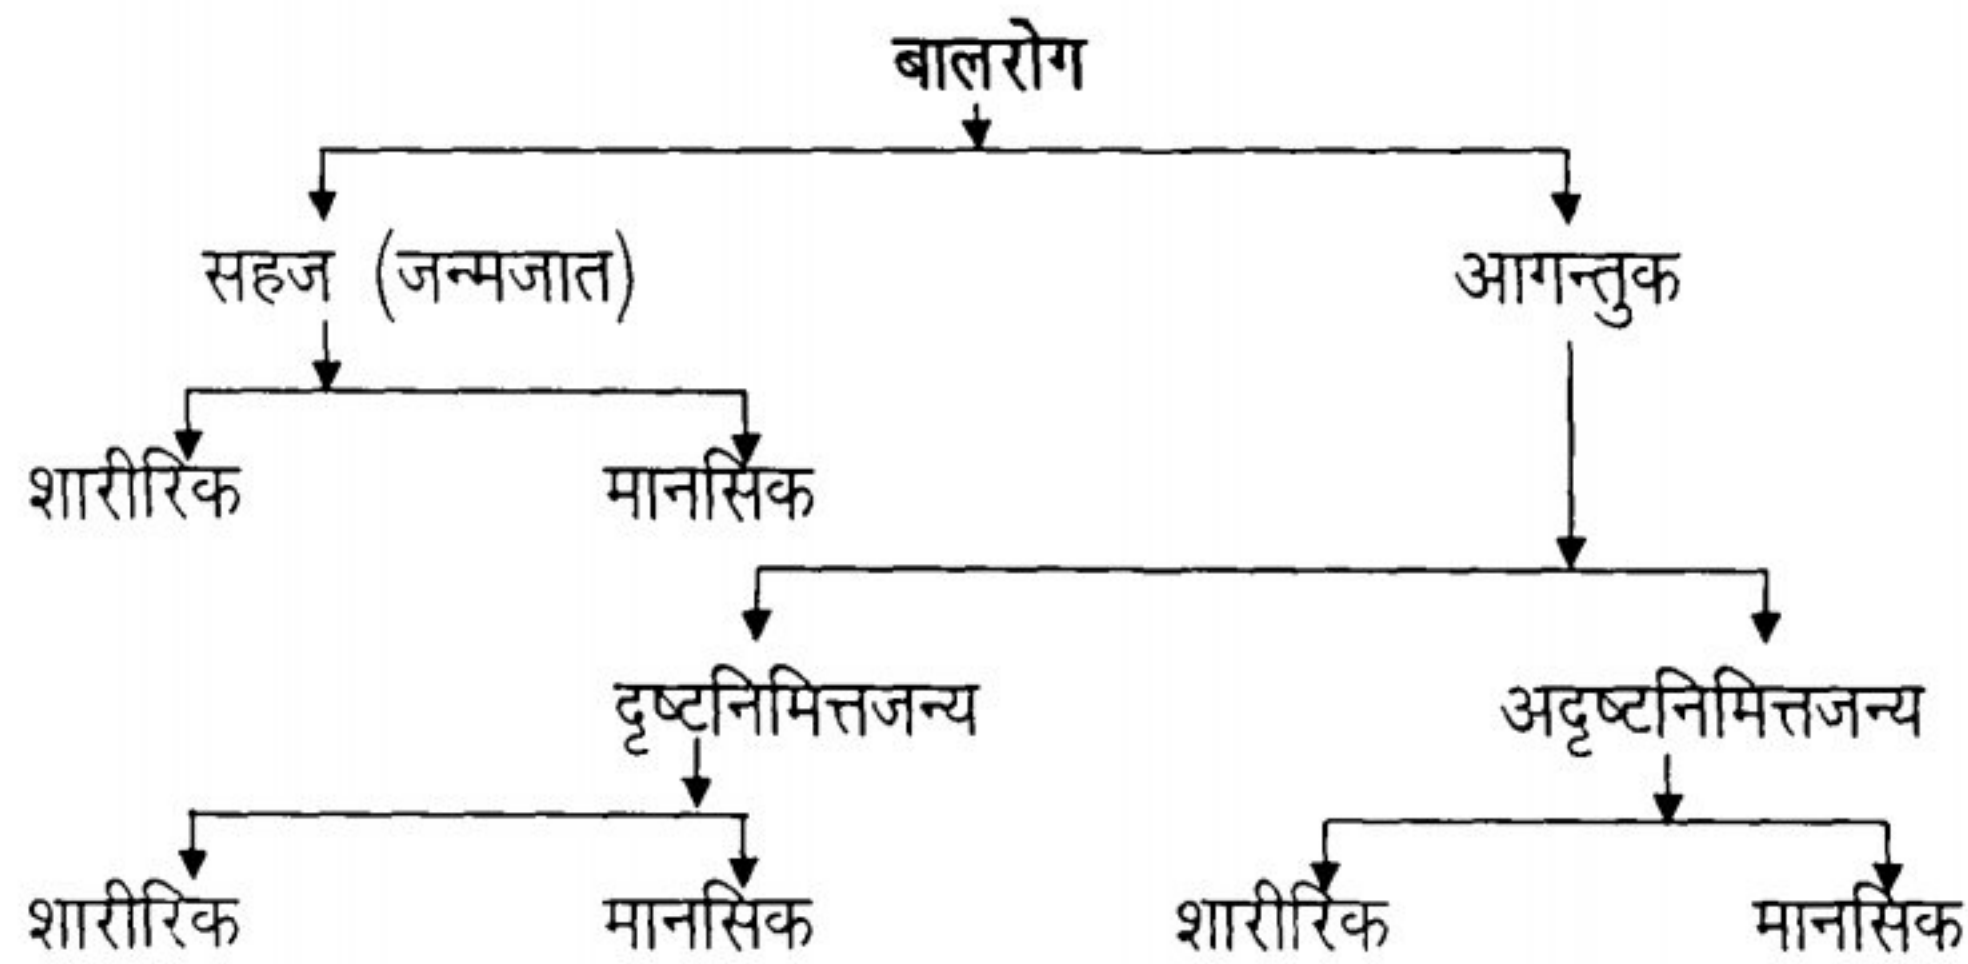 बालरोग
सहज (जन्मजात) आगन्तुक
शारीरिक मानसिक
दृष्टनिमित्तजन्य अदृष्टनिमित्तजन्य
शारीरिक मानसिक शारीरिक मानसिक